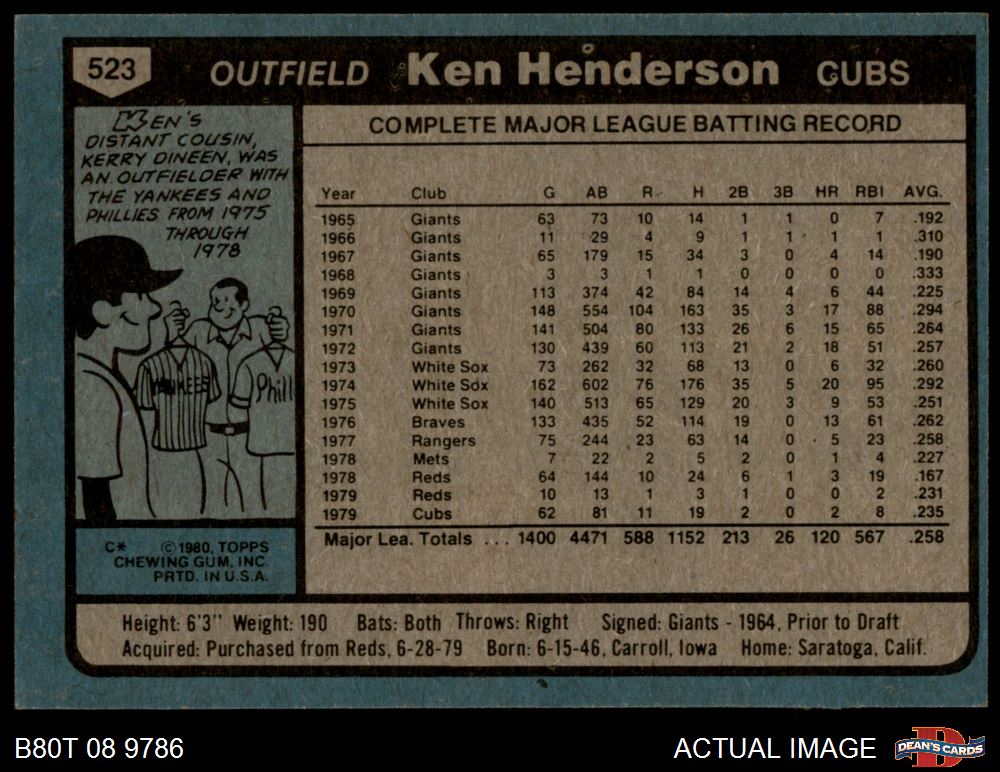 523 OUTFIELD Ken Henderson CUBS
KEN'S
DISTANT COUSIN,
KERRY DINEEN, WAS
AN OUTFIELDER WITH
THE YANKEES AND
PHILLIES FROM 1975
THROUGH
1978
YANKEES
Phill
C* ©1980, TOPPS
CHEWING GUM, INC.
PRTD. IN U.S.A.
COMPLETE MAJOR LEAGUE BATTING RECORD
Year Club G AB R H 2B 3B HR RBI AVG.
1965 Giants 63 73 10 14 1 1 0 7 .192
1966 Giants 11 29 4 9 1 1 1 1 .310
1967 Giants 65 179 15 34 3 0 4 14 .190
1968 Giants 3 3 1 1 0 0 0 0 .333
1969 Giants 113 374 42 84 14 4 6 44 .225
1970 Giants 148 554 104 163 35 3 17 88 .294
1971 Giants 141 504 80 133 26 6 15 65 .264
1972 Giants 130 439 60 113 21 2 18 51 .257
1973 White Sox 73 262 32 68 13 0 6 32 .260
1974 White Sox 162 602 76 176 35 5 20 95 .292
1975 White Sox 140 513 65 129 20 3 9 53 .251
1976 Braves 133 435 52 114 19 0 13 61 .262
1977 Rangers 75 244 23 63 14 0 5 23 .258
1978 Mets 7 22 2 5 2 0 1 4 .227
1978 Reds 64 144 10 24 6 1 3 19 .167
1979 Reds 10 13 1 3 1 0 0 2 .231
1979 Cubs 62 81 11 19 2 0 2 8 .235
Major Lea. Totals ... 1400 4471 588 1152 213 26 120 567 .258
Height: 6'3" Weight: 190 Bats: Both Throws: Right Signed: Giants - 1964, Prior to Draft
Acquired: Purchased from Reds, 6-28-79 Born: 6-15-46, Carroll, Iowa Home: Saratoga, Calif.
B80T 08 9786 ACTUAL IMAGE D DEAN'S CARDS